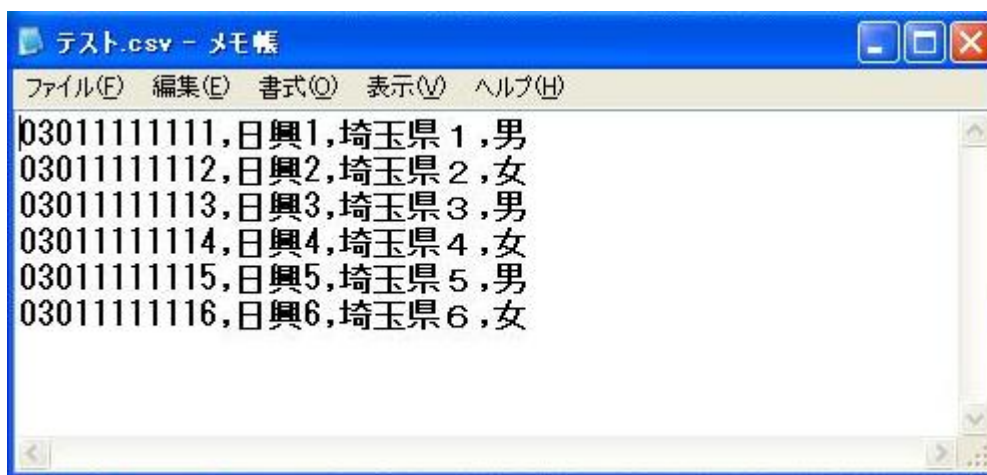 テスト.csv - メモ帳
ファイル(F) 編集(E) 書式(O) 表示(V) ヘルプ(H)
03011111111,日興1,埼玉県１,男
03011111112,日興2,埼玉県２,女
03011111113,日興3,埼玉県３,男
03011111114,日興4,埼玉県４,女
03011111115,日興5,埼玉県５,男
03011111116,日興6,埼玉県６,女